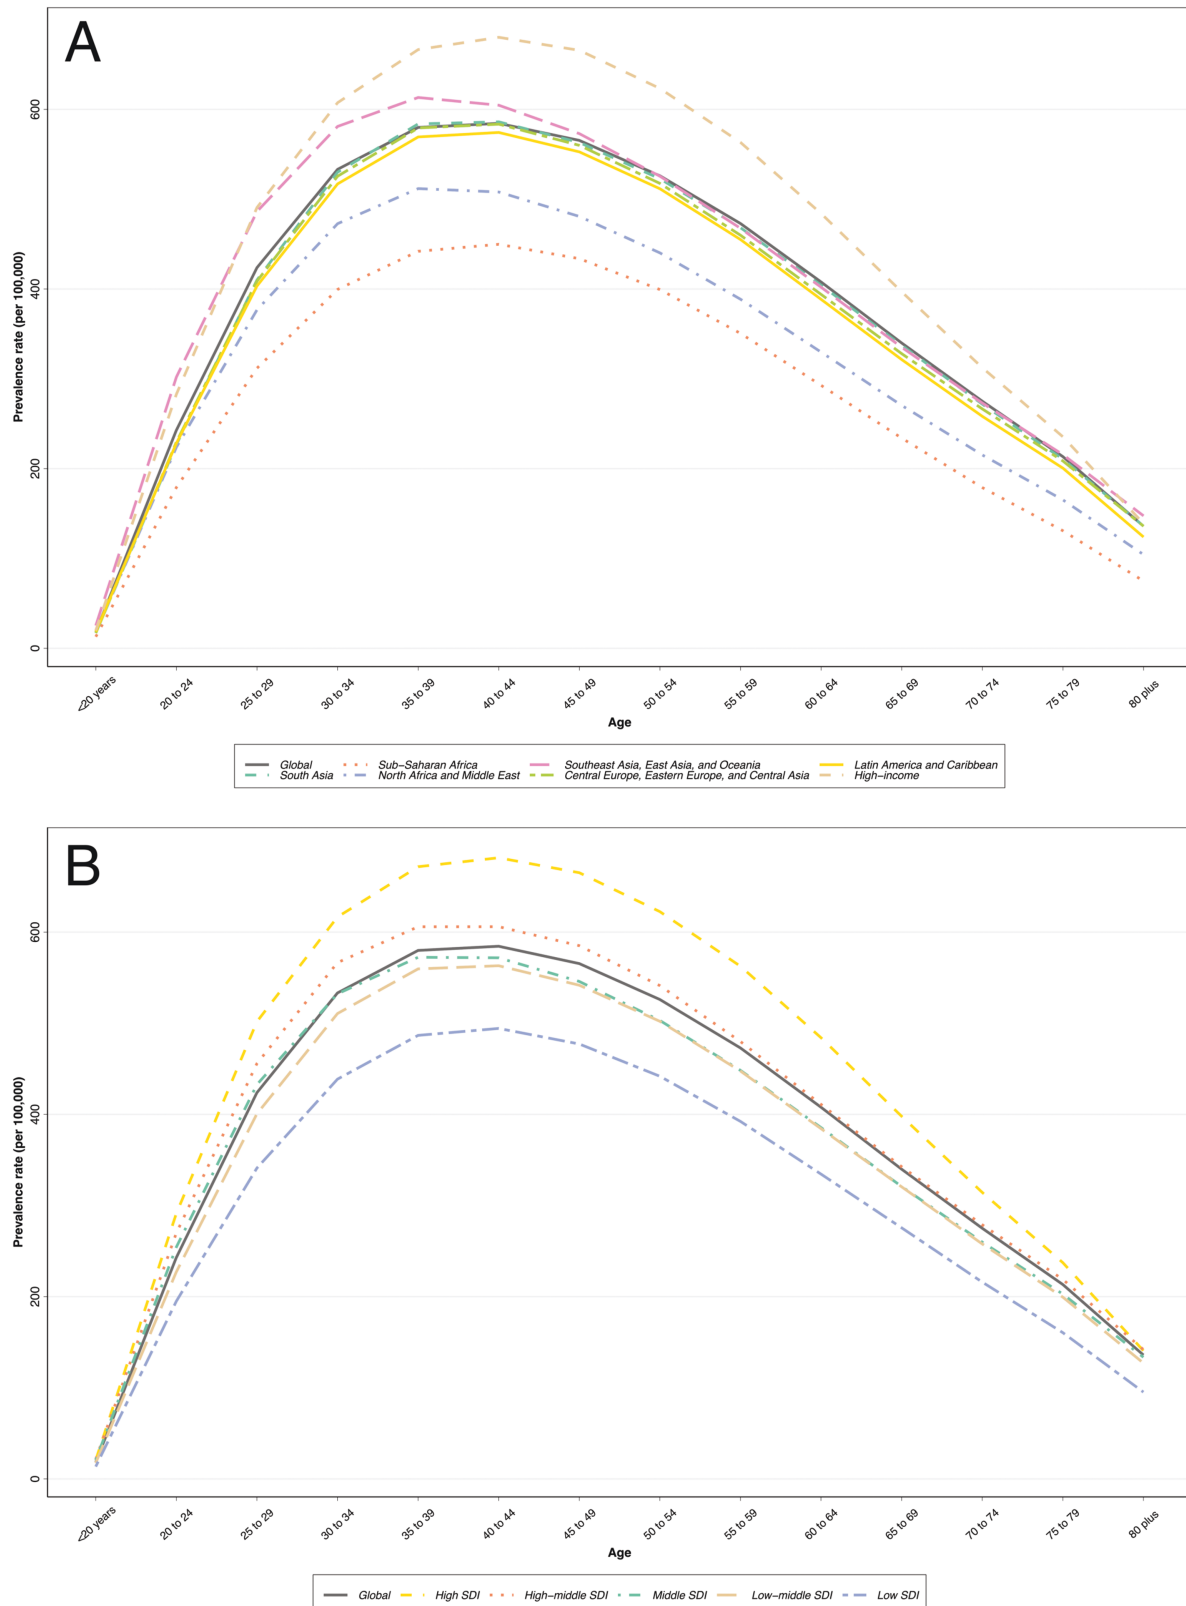 A
Prevalence rate (per 100,000)
600
400
200
0
<20 years
20 to 24
25 to 29
30 to 34
35 to 39
40 to 44
45 to 49
50 to 54
55 to 59
60 to 64
65 to 69
70 to 74
75 to 79
80 plus
Age
Global Sub-Saharan Africa Southeast Asia, East Asia, and Oceania Latin America and Caribbean
South Asia North Africa and Middle East Central Europe, Eastern Europe, and Central Asia High-income
B
Prevalence rate (per 100,000)
600
400
200
0
<20 years
20 to 24
25 to 29
30 to 34
35 to 39
40 to 44
45 to 49
50 to 54
55 to 59
60 to 64
65 to 69
70 to 74
75 to 79
80 plus
Age
Global High SDI High-middle SDI Middle SDI Low-middle SDI Low SDI